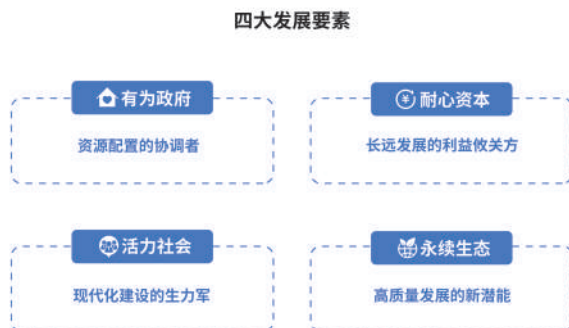 四大发展要素
有为政府
资源配置的协调者
耐心资本
长远发展的利益攸关方
活力社会
现代化建设的生力军
永续生态
高质量发展的新潜能